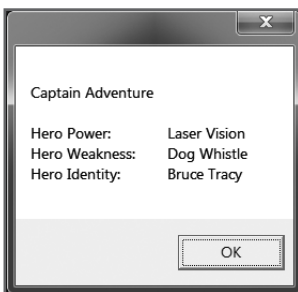 Captain Adventure
Hero Power: Laser Vision
Hero Weakness: Dog Whistle
Hero Identity: Bruce Tracy
OK